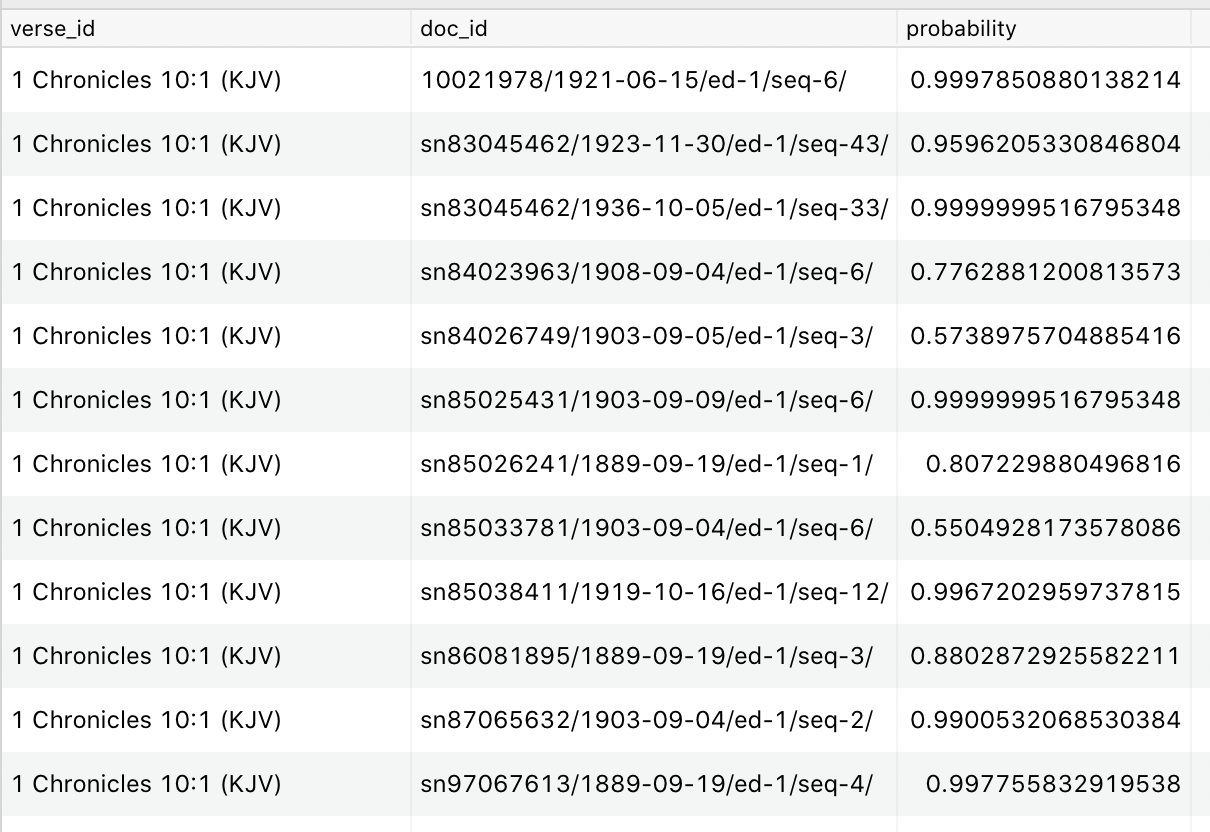 verse_id doc_id probability
1 Chronicles 10:1 (KJV) 10021978/1921-06-15/ed-1/seq-6/ 0.9997850880138214
1 Chronicles 10:1 (KJV) sn83045462/1923-11-30/ed-1/seq-43/ 0.9596205330846804
1 Chronicles 10:1 (KJV) sn83045462/1936-10-05/ed-1/seq-33/ 0.9999999516795348
1 Chronicles 10:1 (KJV) sn84023963/1908-09-04/ed-1/seq-6/ 0.7762881200813573
1 Chronicles 10:1 (KJV) sn84026749/1903-09-05/ed-1/seq-3/ 0.5738975704885416
1 Chronicles 10:1 (KJV) sn85025431/1903-09-09/ed-1/seq-6/ 0.9999999516795348
1 Chronicles 10:1 (KJV) sn85026241/1889-09-19/ed-1/seq-1/ 0.807229880496816
1 Chronicles 10:1 (KJV) sn85033781/1903-09-04/ed-1/seq-6/ 0.5504928173578086
1 Chronicles 10:1 (KJV) sn85038411/1919-10-16/ed-1/seq-12/ 0.9967202959737815
1 Chronicles 10:1 (KJV) sn86081895/1889-09-19/ed-1/seq-3/ 0.8802872925582211
1 Chronicles 10:1 (KJV) sn87065632/1903-09-04/ed-1/seq-2/ 0.9900532068530384
1 Chronicles 10:1 (KJV) sn97067613/1889-09-19/ed-1/seq-4/ 0.997755832919538